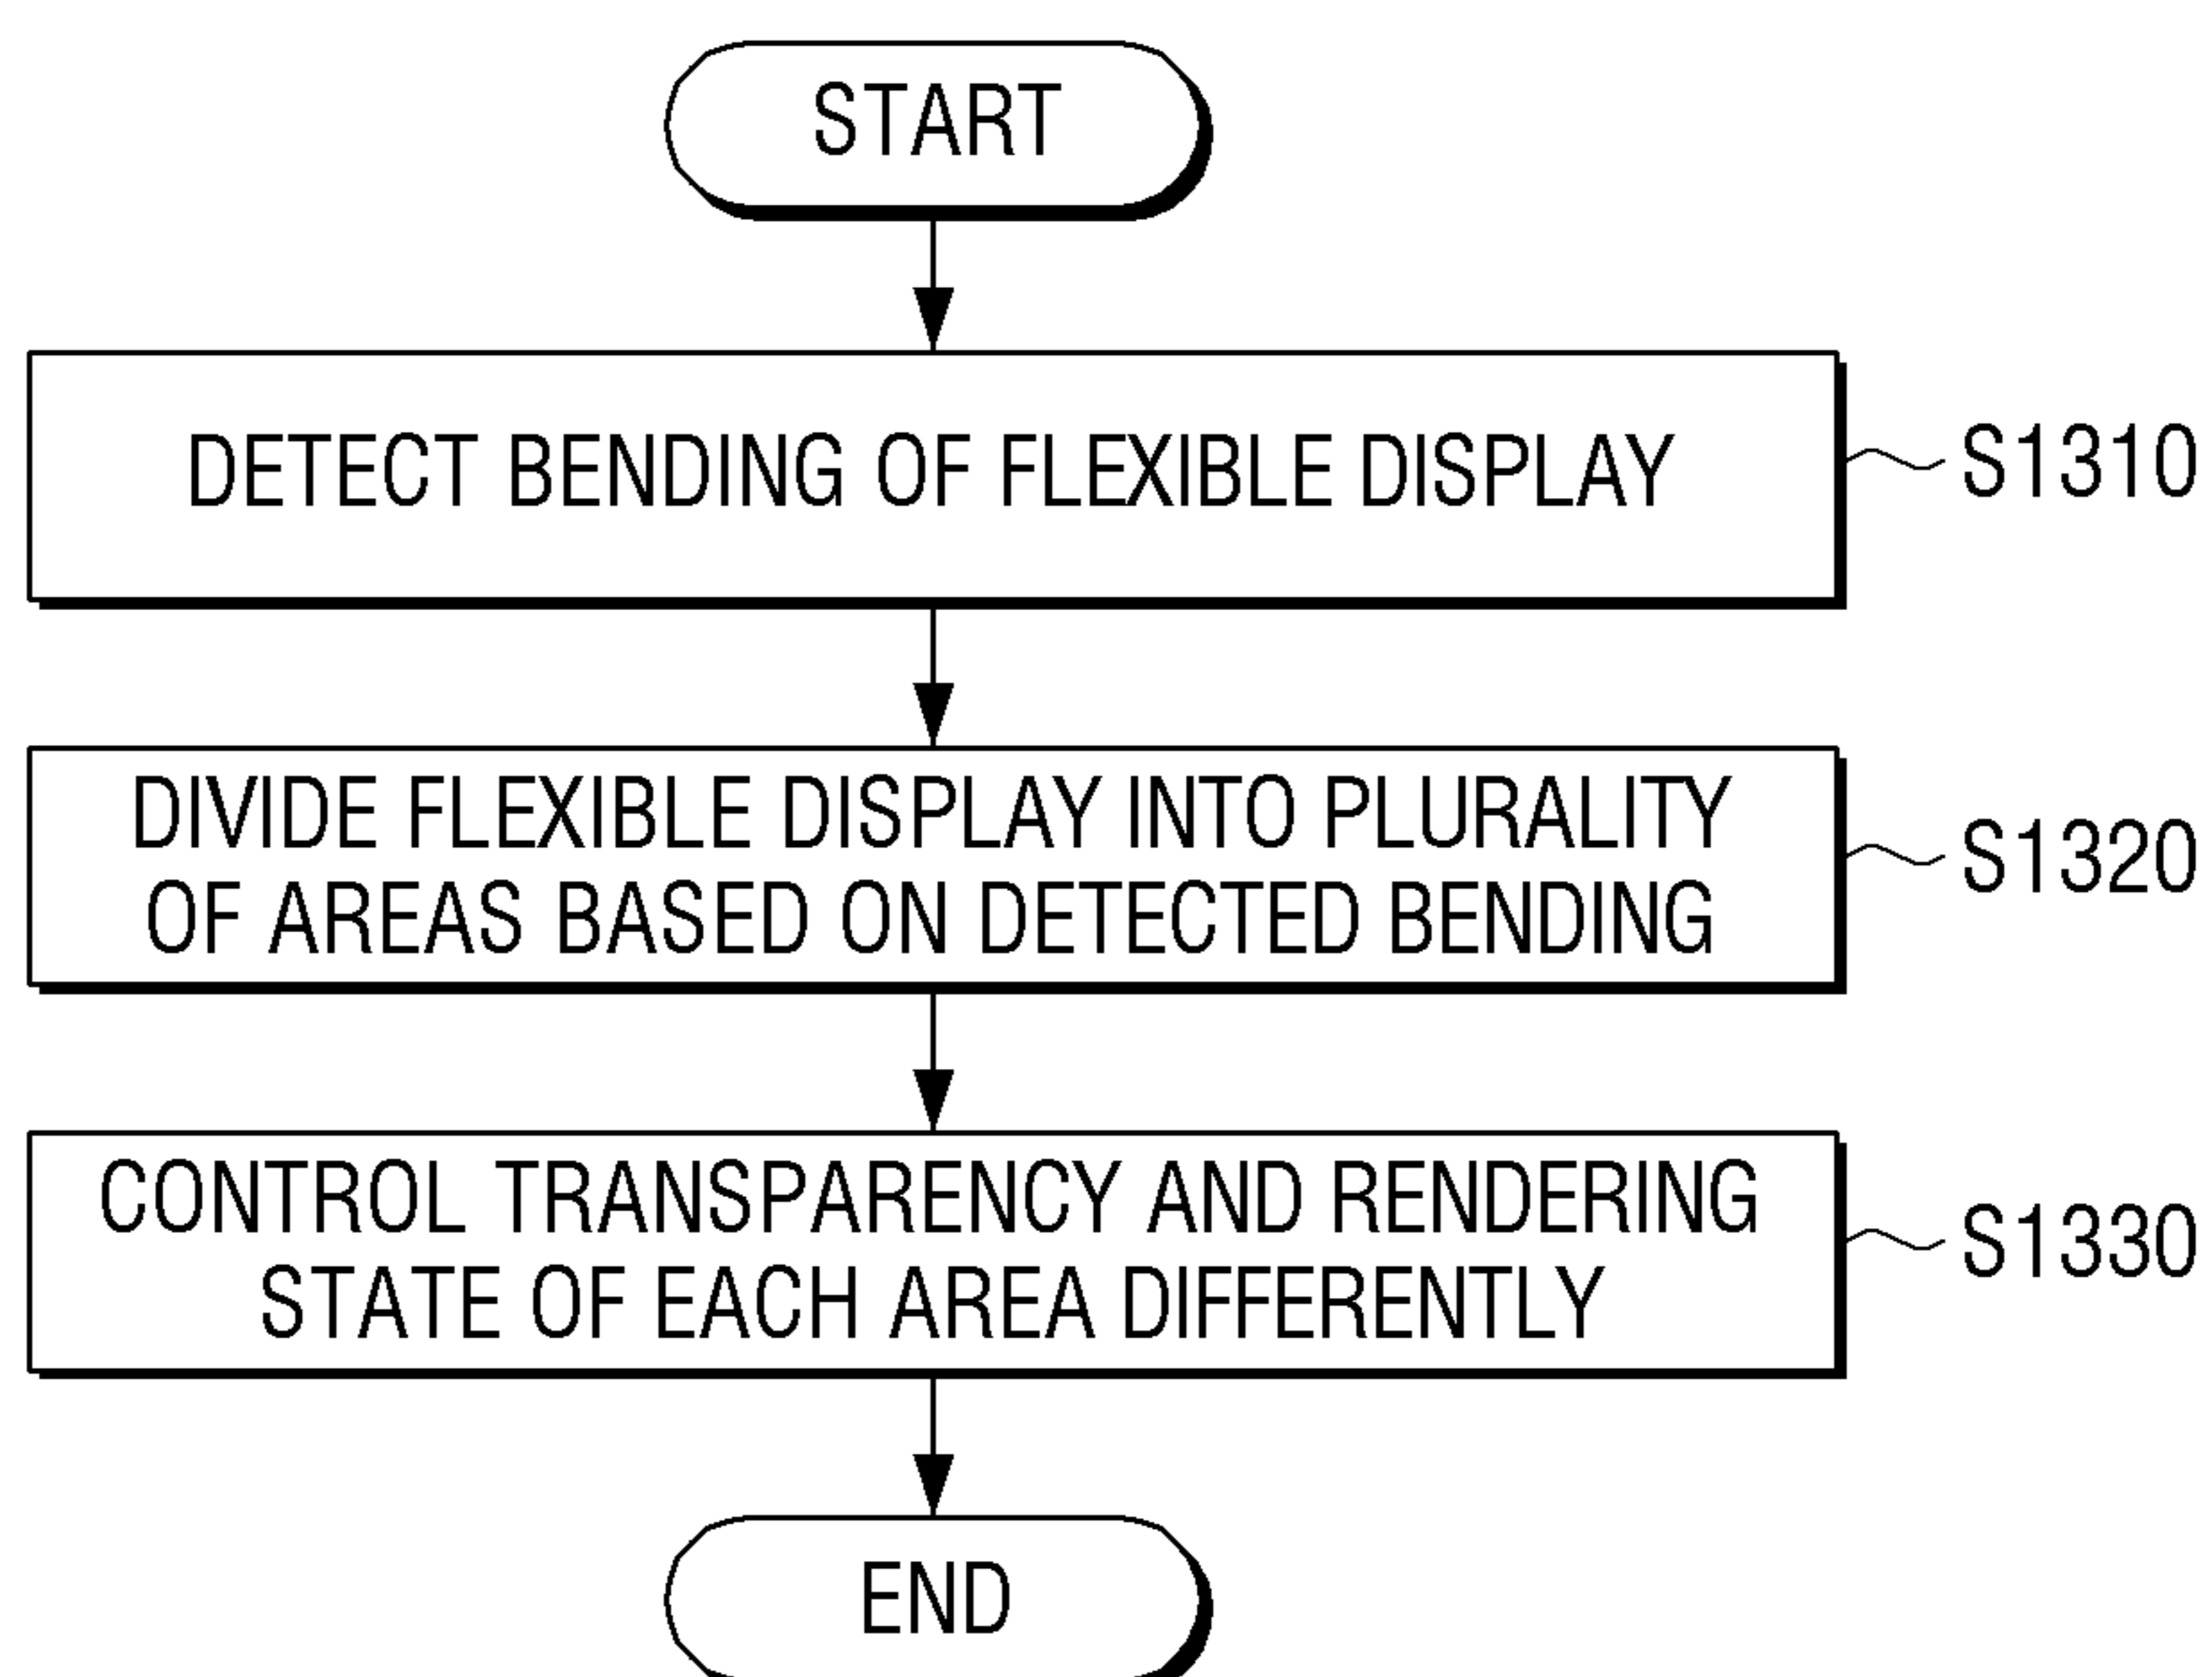 START
DETECT BENDING OF FLEXIBLE DISPLAY
S1310
DIVIDE FLEXIBLE DISPLAY INTO PLURALITY
OF AREAS BASED ON DETECTED BENDING
S1320
CONTROL TRANSPARENCY AND RENDERING
STATE OF EACH AREA DIFFERENTLY
S1330
END